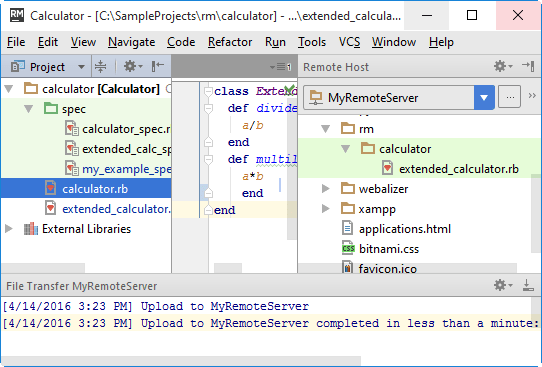 RM Calculator - [C:\SampleProjects\rm\calculator] - ...\extended_calcula...
File Edit View Navigate Code Refactor Run Tools VCS Window Help
Project
calculator [Calculator]
spec
calculator_spec.r
extended_calc_sp
my_example_spe
calculator.rb
extended_calculator.
External Libraries
1
class Extend
def divide
a/b
end
def multil
a*b
end
end
Remote Host
MyRemoteServer
...
>>
rm
calculator
extended_calculator.rb
webalizer
xampp
applications.html
CSS bitnami.css
favicon.ico
File Transfer MyRemoteServer
[4/14/2016 3:23 PM] Upload to MyRemoteServer
[4/14/2016 3:23 PM] Upload to MyRemoteServer completed in less than a minute: